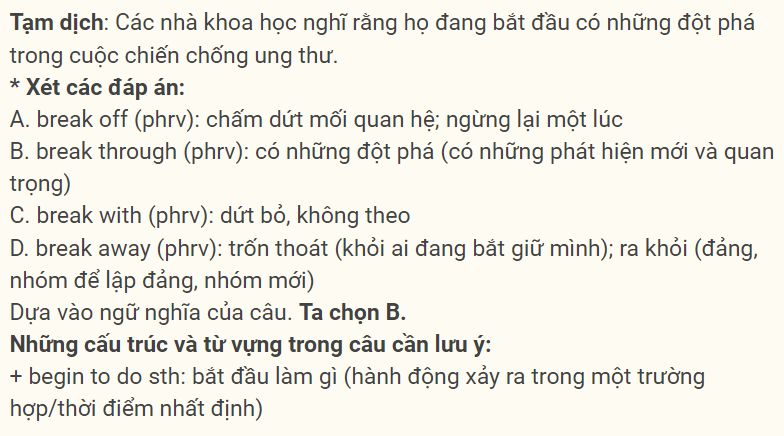 Tạm dịch: Các nhà khoa học nghĩ rằng họ đang bắt đầu có những đột phá
trong cuộc chiến chống ung thư.
* Xét các đáp án:
A. break off (phrv): chấm dứt mối quan hệ; ngừng lại một lúc
B. break through (phrv): có những đột phá (có những phát hiện mới và quan
trọng)
C. break with (phrv): dứt bỏ, không theo
D. break away (phrv): trốn thoát (khỏi ai đang bắt giữ mình); ra khỏi (đảng,
nhóm để lập đảng, nhóm mới)
Dựa vào ngữ nghĩa của câu. Ta chọn B.
Những cấu trúc và từ vựng trong câu cần lưu ý:
+ begin to do sth: bắt đầu làm gì (hành động xảy ra trong một trường
hợp/thời điểm nhất định)